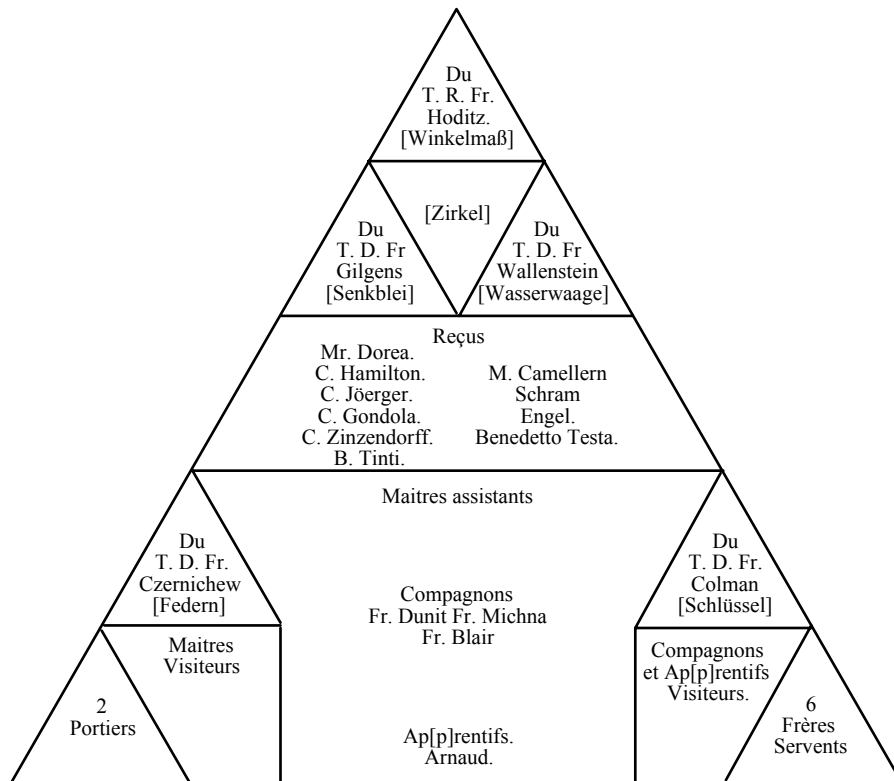 Du
T. R. Fr.
Hoditz.
[Winkelmaß]
[Zirkel]
Du
T. D. Fr
Gilgens
[Senkblei]
Du
T. D. Fr
Wallenstein
[Wasserwaage]
Reçus
Mr. Dorea.
C. Hamilton.
C. Jöerger.
C. Gondola.
C. Zinzendorff.
B. Tinti.
M. Camellern
Schram
Engel.
Benedetto Testa.
Maitres assistants
Du
T. D. Fr.
Czernichew
[Federn]
Compagnons
Fr. Dunit Fr. Michna
Fr. Blair
Du
T. D. Fr.
Colman
[Schlüssel]
Maitres
Visiteurs
Compagnons
et Ap[p]rentifs
Visiteurs.
2
Portiers
Ap[p]rentifs.
Arnaud.
6
Frères
Servents